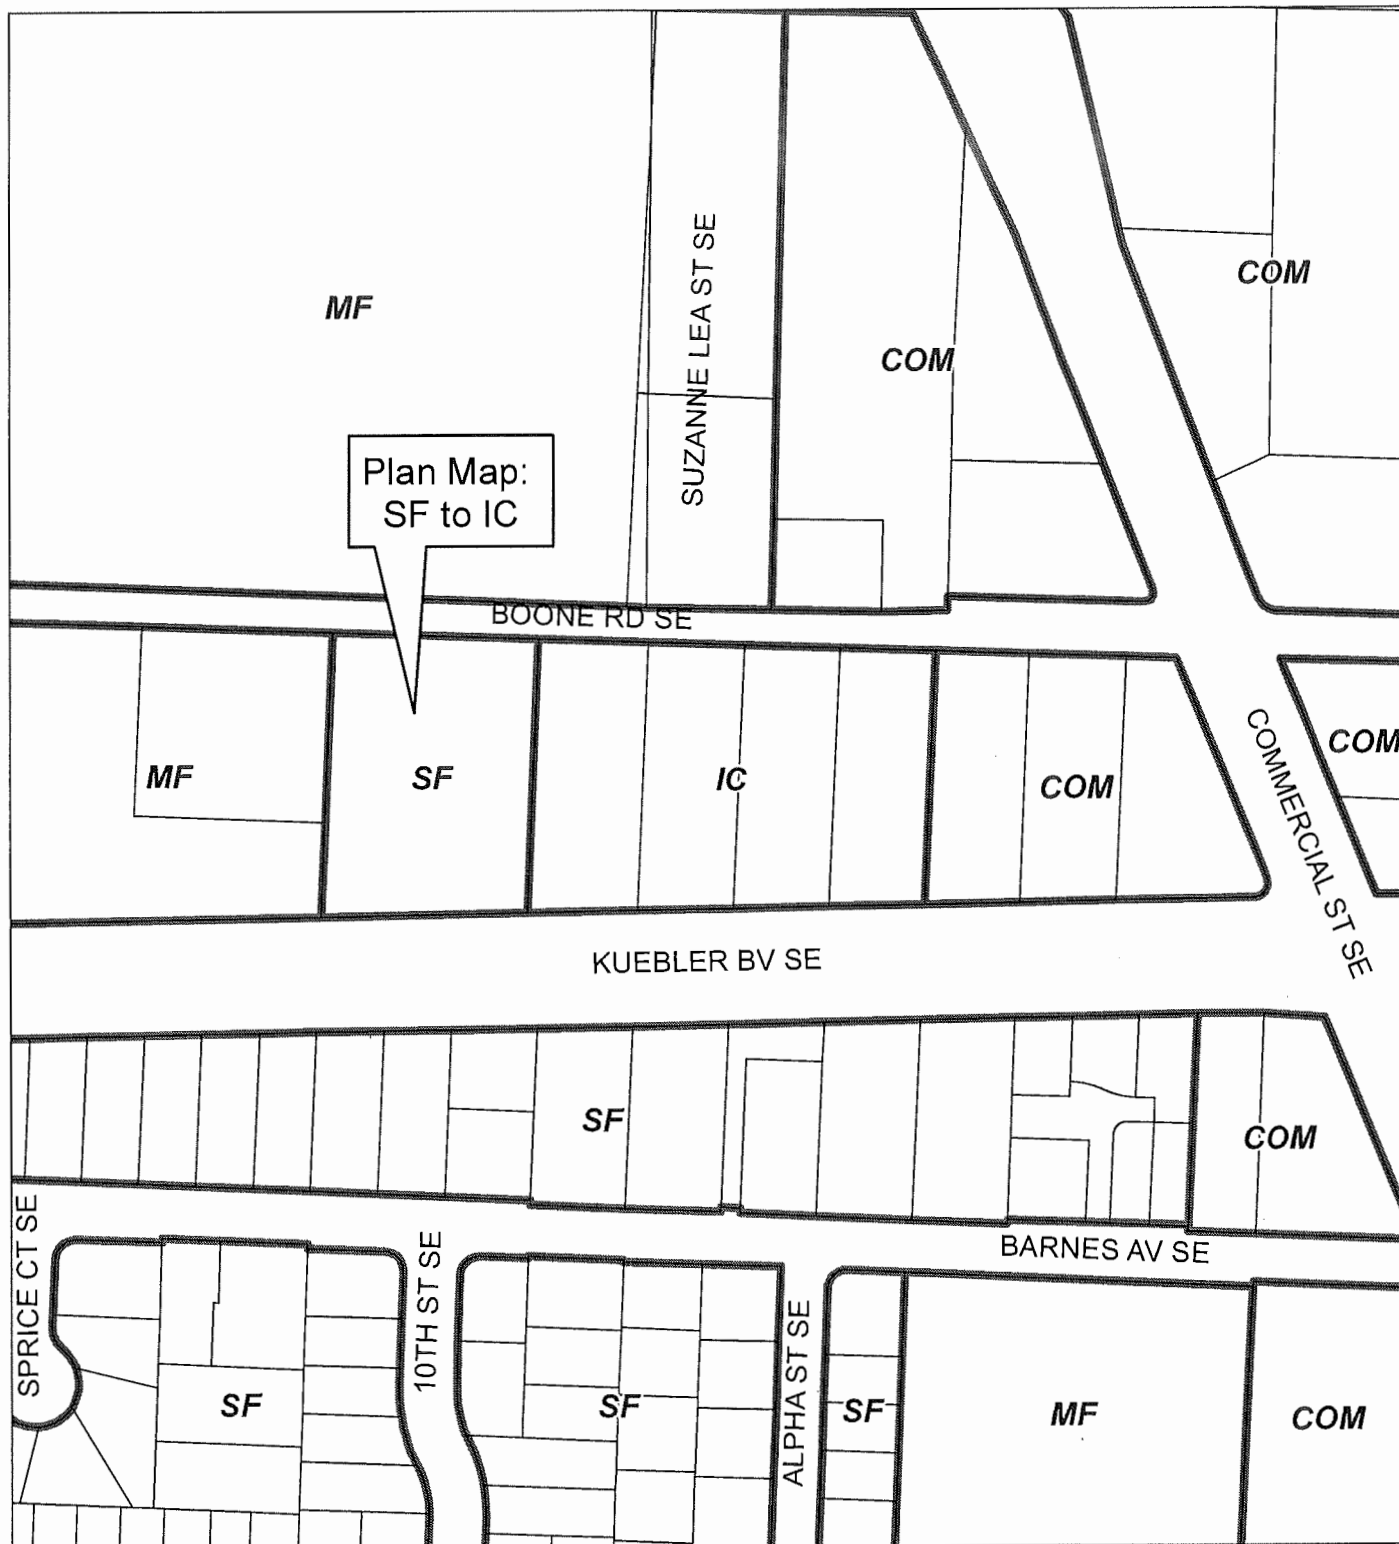 MF
SUZANNE LEA ST SE
COM
COM
Plan Map:
SF to IC
BOONE RD SE
MF
SF
IC
COM
COM
COMMERCIAL ST SE
KUEBLER BV SE
SF
COM
SPRICE CT SE
10TH ST SE
BARNES AV SE
ALPHA ST SE
SF
SF
SF
MF
COM